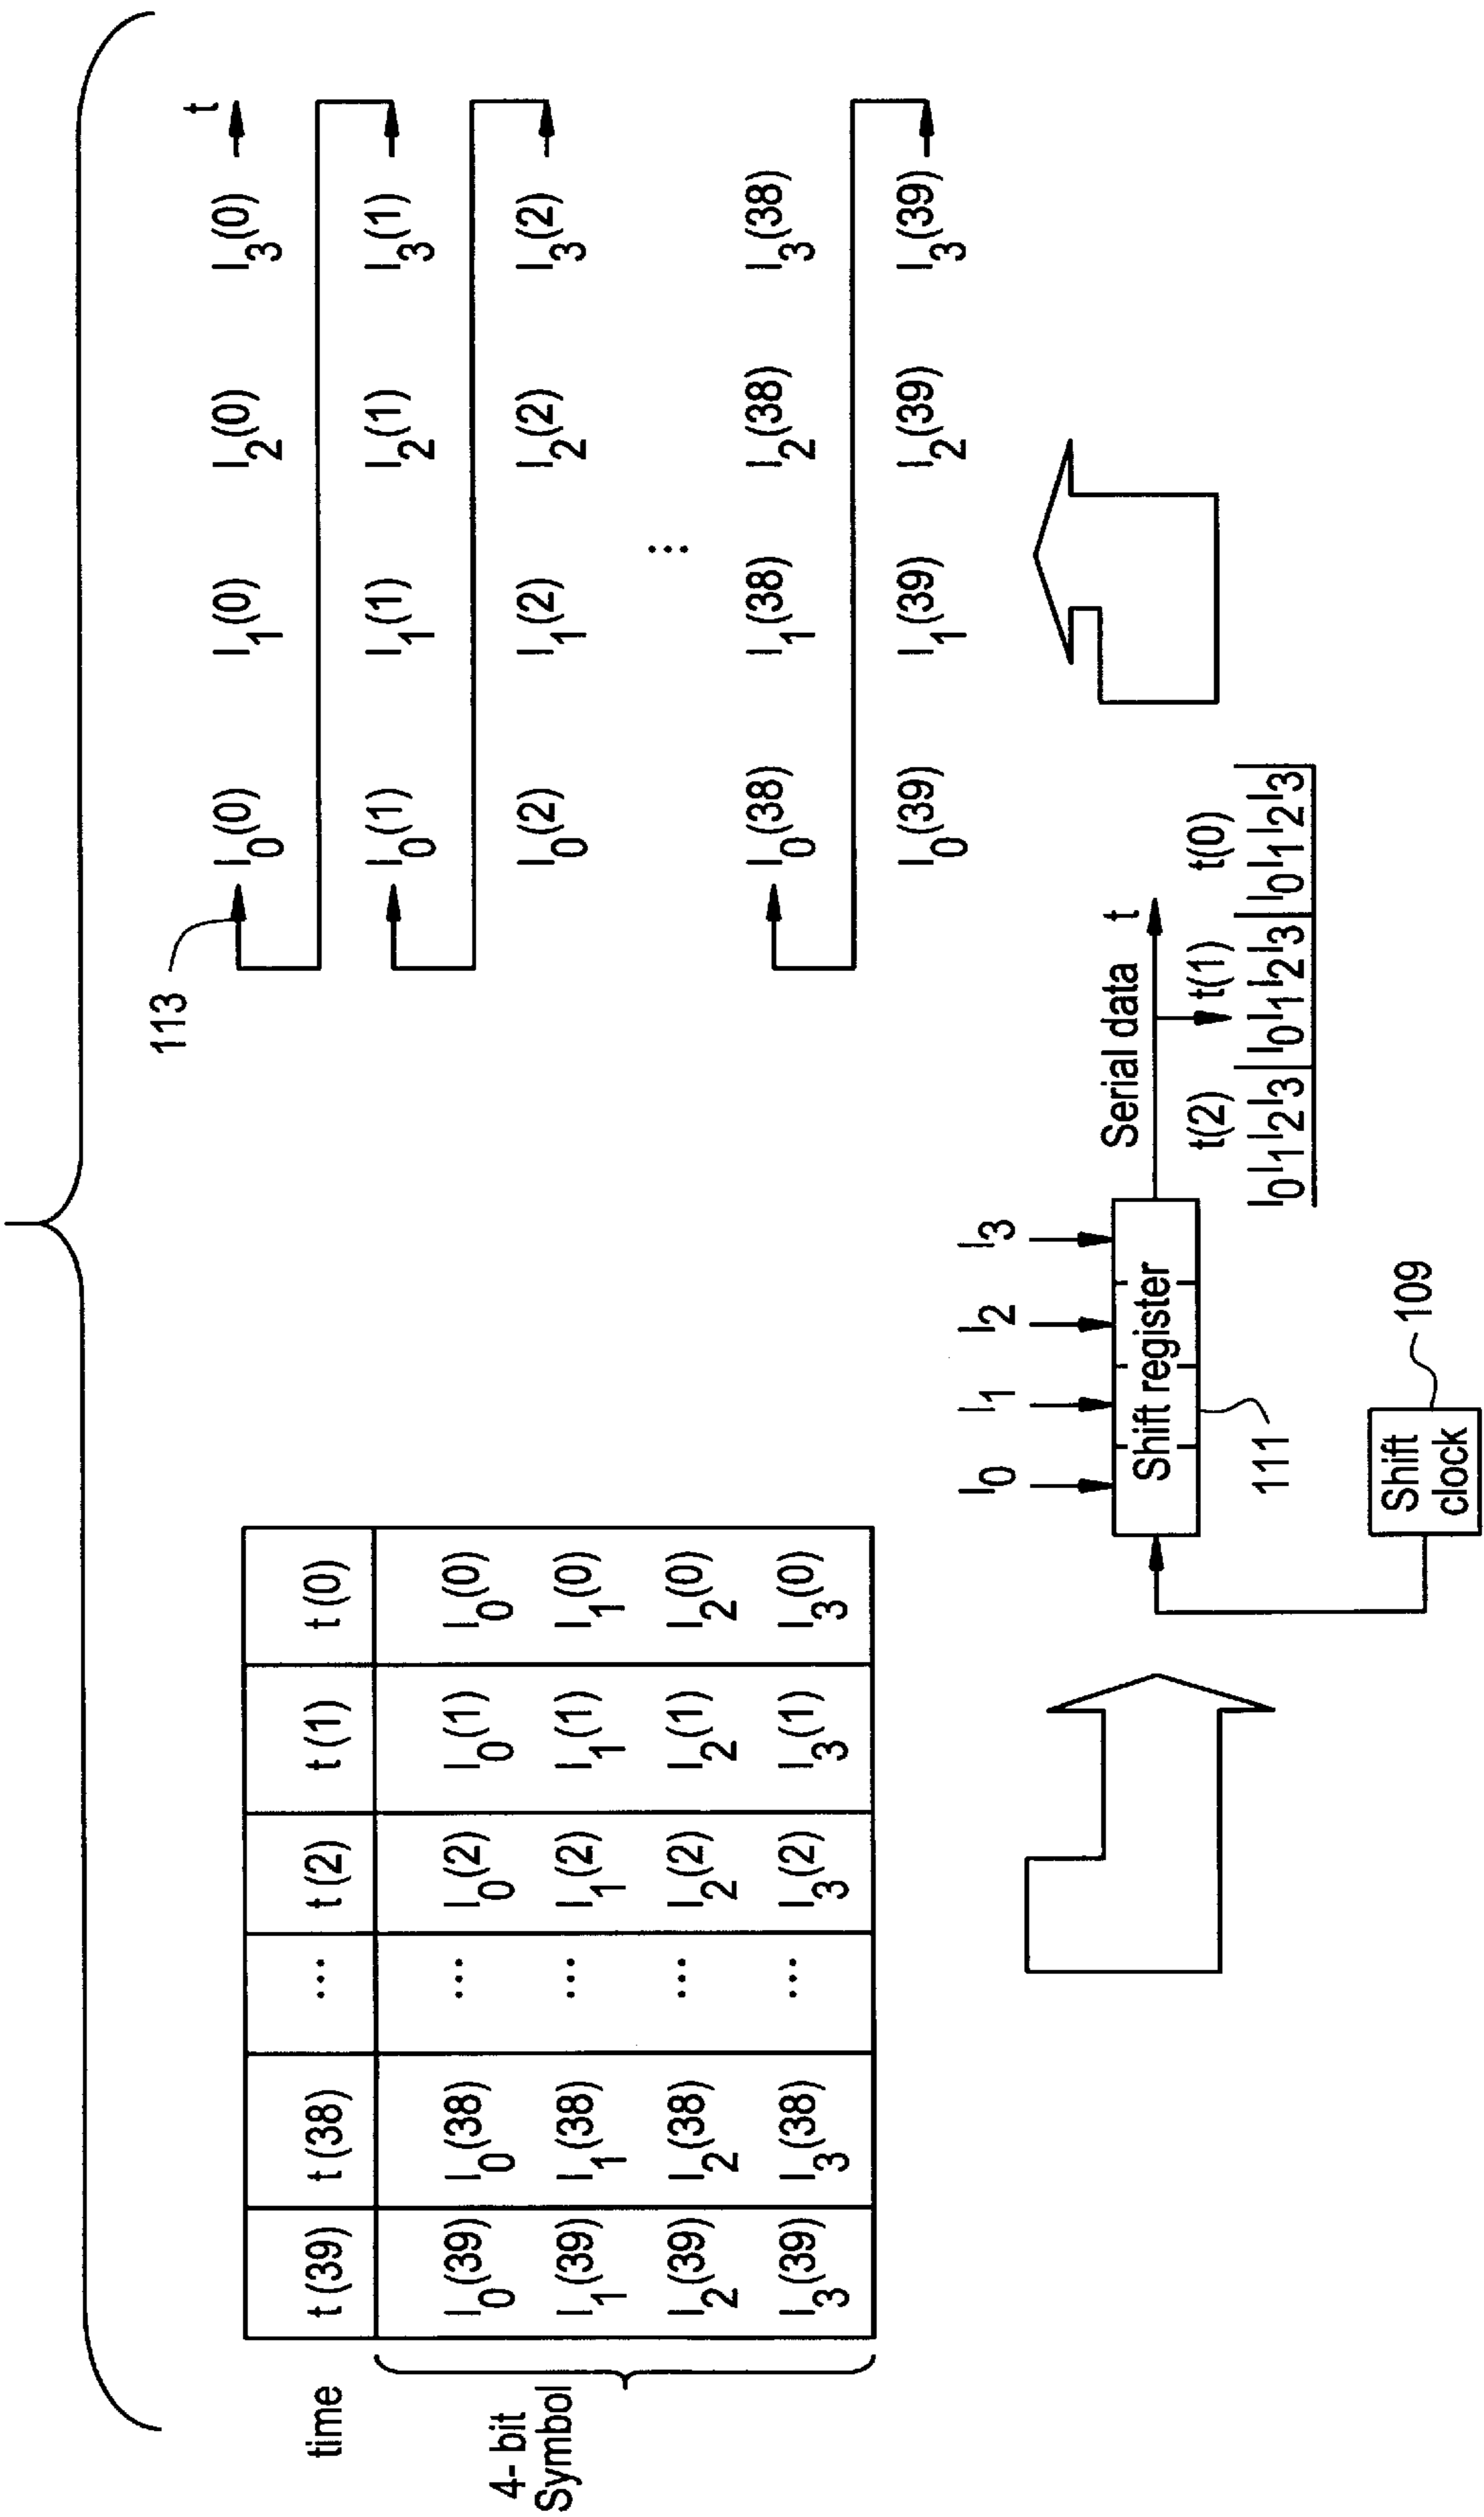 time t(39) t(38) ... t(2) t(1) t(0)
4-bit Symbol
I0(39) I0(38) ... I0(2) I0(1) I0(0)
I1(39) I1(38) ... I1(2) I1(1) I1(0)
I2(39) I2(38) ... I2(2) I2(1) I2(0)
I3(39) I3(38) ... I3(2) I3(1) I3(0)
I0 I1 I2 I3
Shift register
111
Shift clock
109
Serial data t
t(2) t(1) t(0)
I0I1I2I3 I0I1I2I3 I0I1I2I3
113
t
I0(0) I1(0) I2(0) I3(0)
I0(1) I1(1) I2(1) I3(1)
I0(2) I1(2) I2(2) I3(2)
...
I0(38) I1(38) I2(38) I3(38)
I0(39) I1(39) I2(39) I3(39)